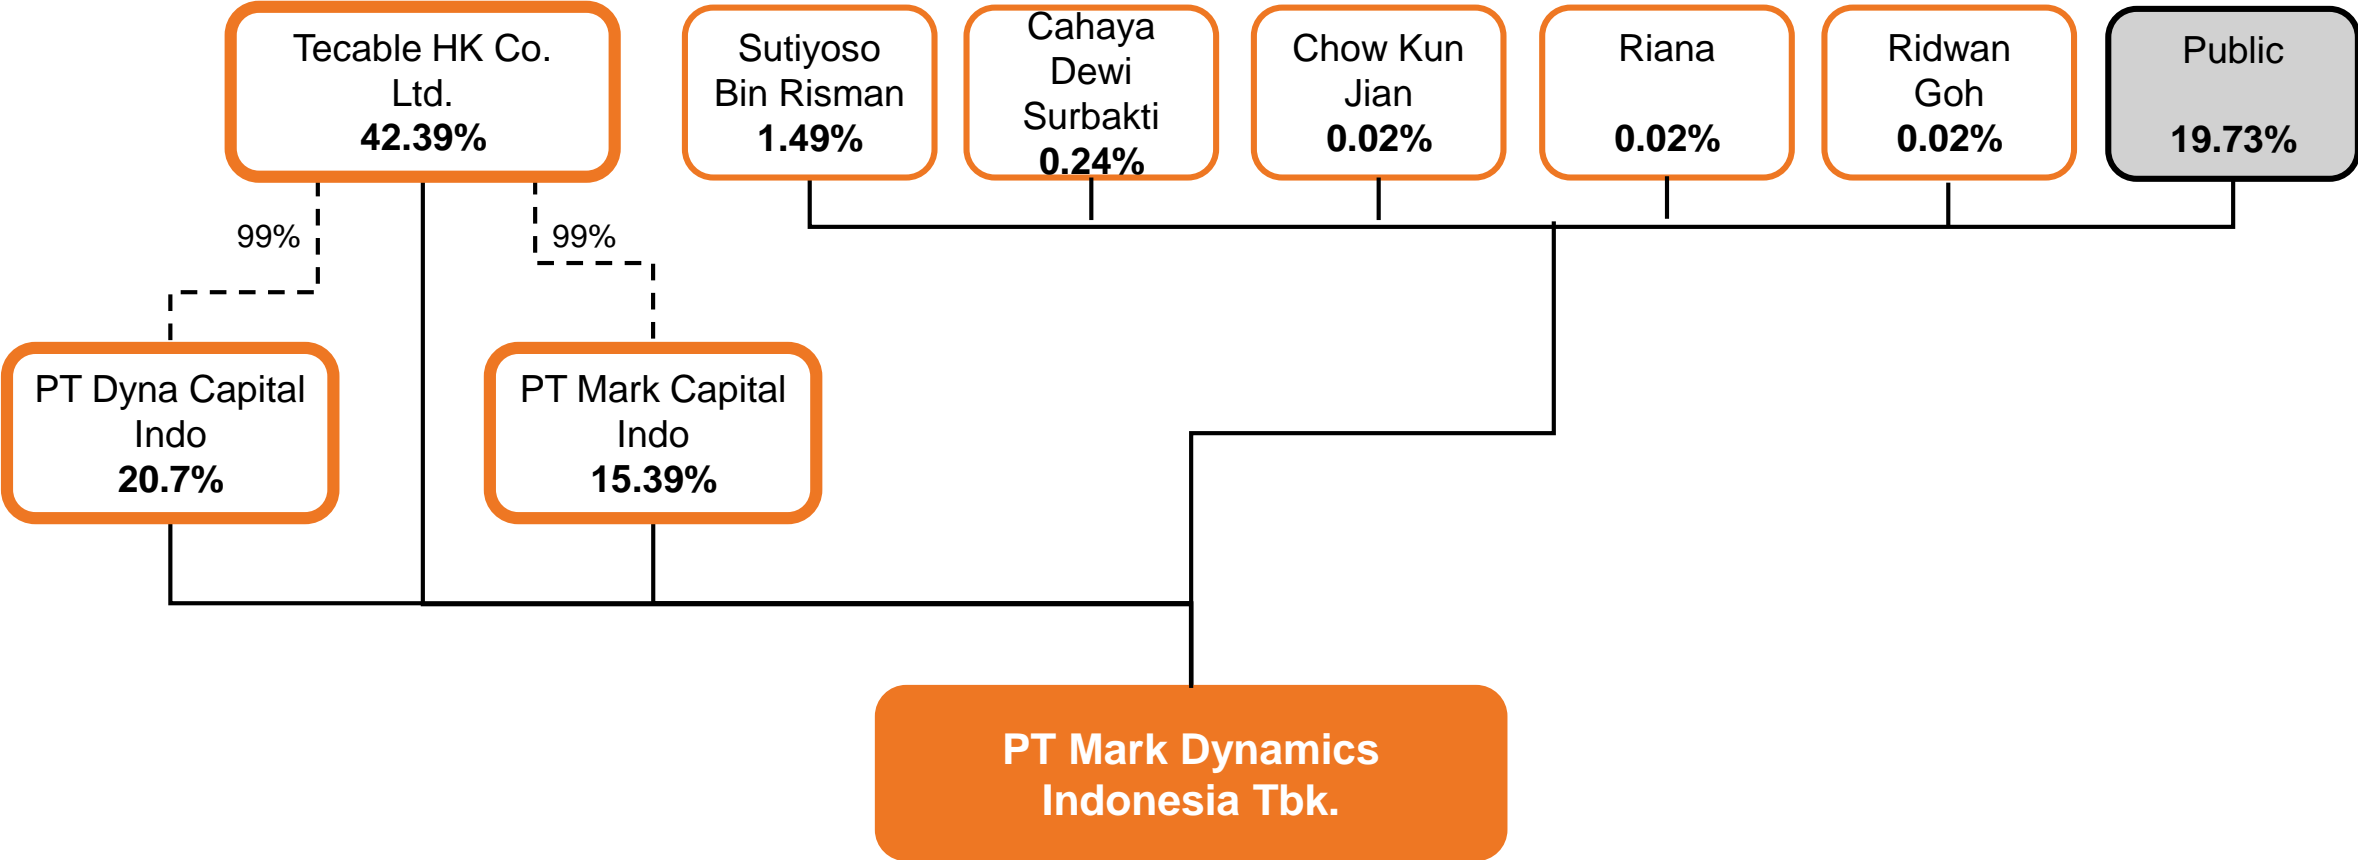 Tecable HK Co.
Ltd.
42.39%
Sutiyoso
Bin Risman
1.49%
Cahaya
Dewi
Surbakti
0.24%
Chow Kun
Jian
0.02%
Riana
0.02%
Ridwan
Goh
0.02%
Public
19.73%
99%
99%
PT Dyna Capital
Indo
20.7%
PT Mark Capital
Indo
15.39%
PT Mark Dynamics
Indonesia Tbk.